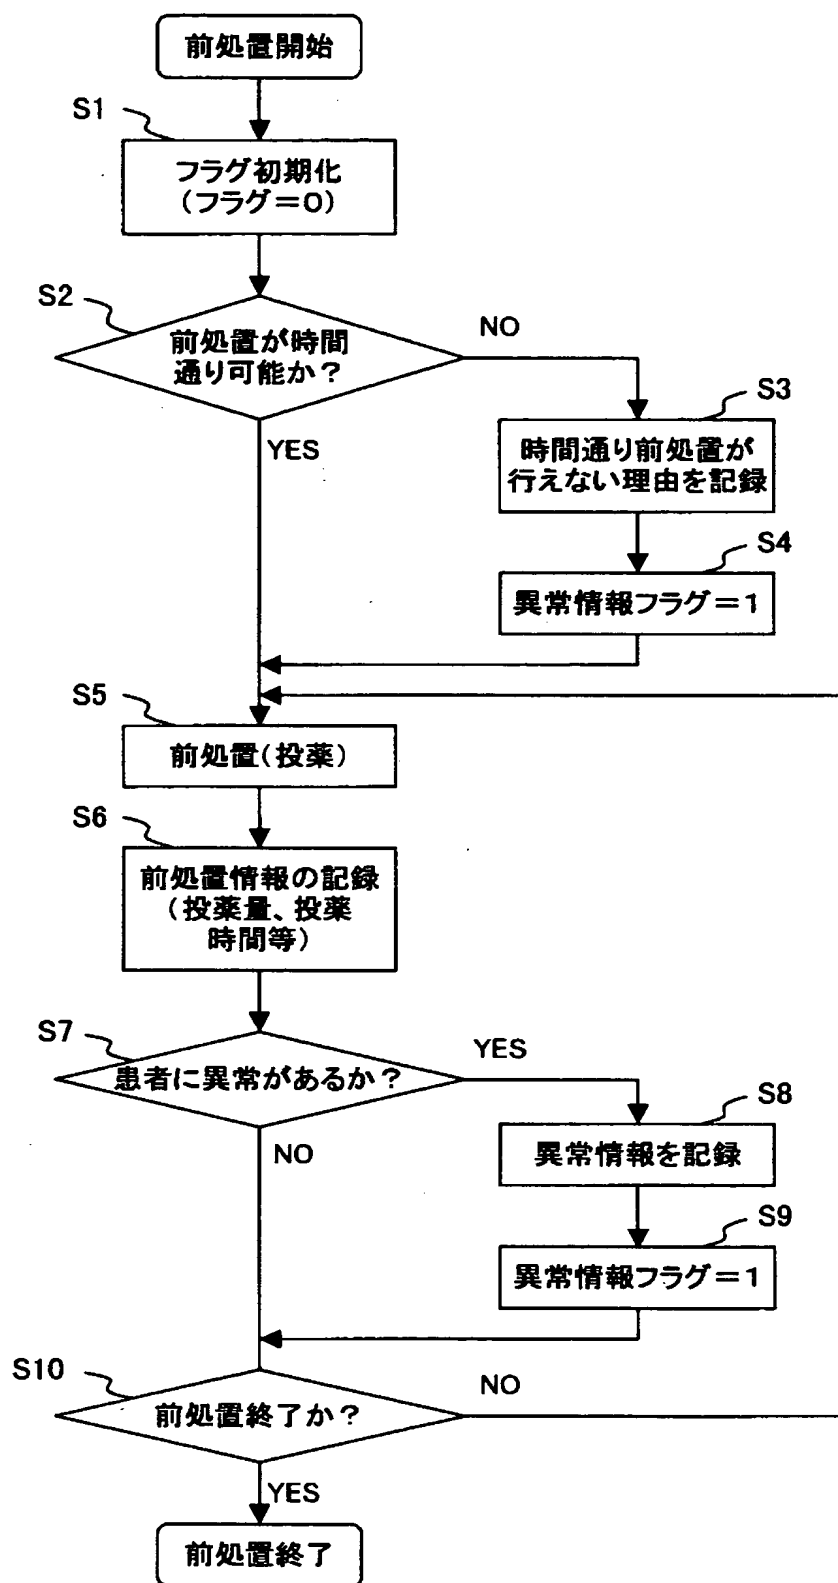 前処置開始
S1
フラグ初期化
(フラグ=0)
S2
前処置が時間
通り可能か?
NO
YES
S3
時間通り前処置が
行えない理由を記録
S4
異常情報フラグ=1
S5
前処置(投薬)
S6
前処置情報の記録
(投薬量、投薬
時間等)
S7
患者に異常があるか?
YES
NO
S8
異常情報を記録
S9
異常情報フラグ=1
S10
前処置終了か?
NO
YES
前処置終了